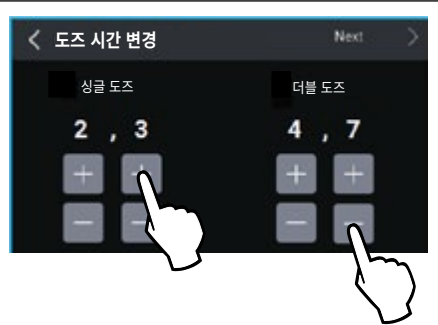 도즈 시간 변경 Next
싱글 도즈 더블 도즈
2 , 3 4 , 7
+ + + +
- - - -